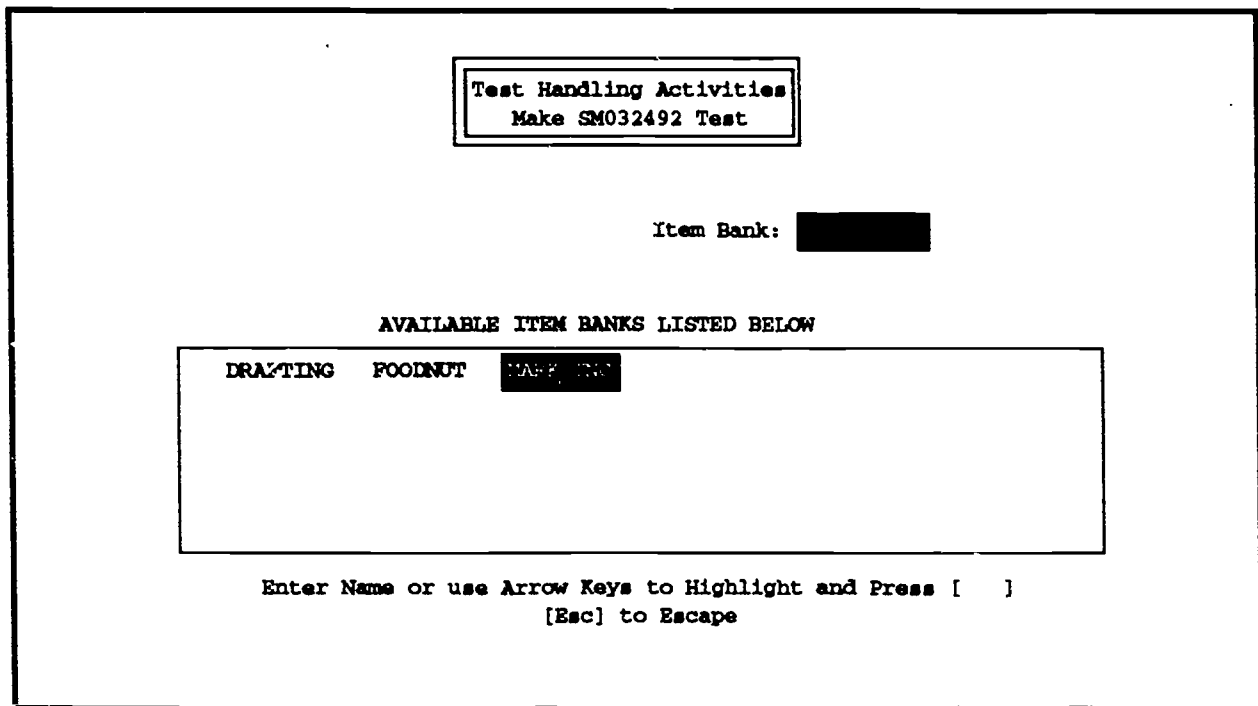 Test Handling Activities
Make SM032492 Test
Item Bank:
AVAILABLE ITEM BANKS LISTED BELOW
DRAFTING FOODNUT
Enter Name or use Arrow Keys to Highlight and Press [ ]
[Esc] to Escape